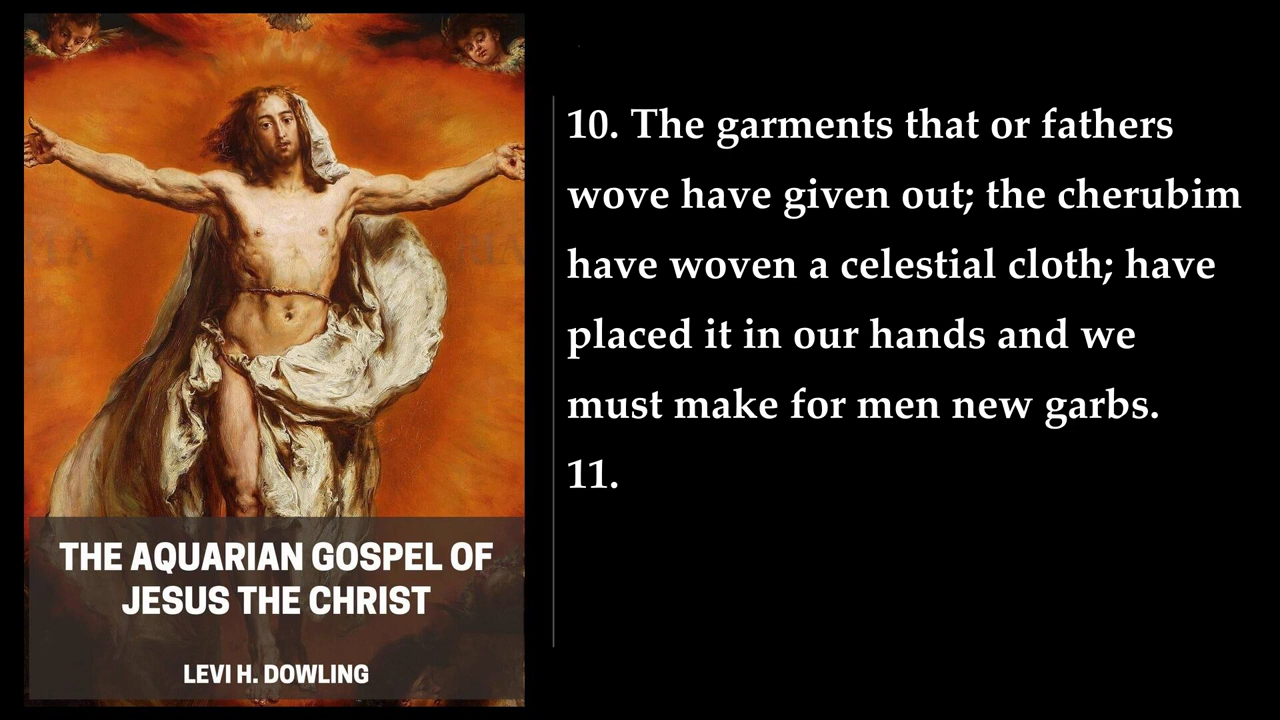 THE AQUARIAN GOSPEL OF
JESUS THE CHRIST
LEVI H. DOWLING
10. The garments that or fathers
wove have given out; the cherubim
have woven a celestial cloth; have
placed it in our hands and we
must make for men new garbs.
11.